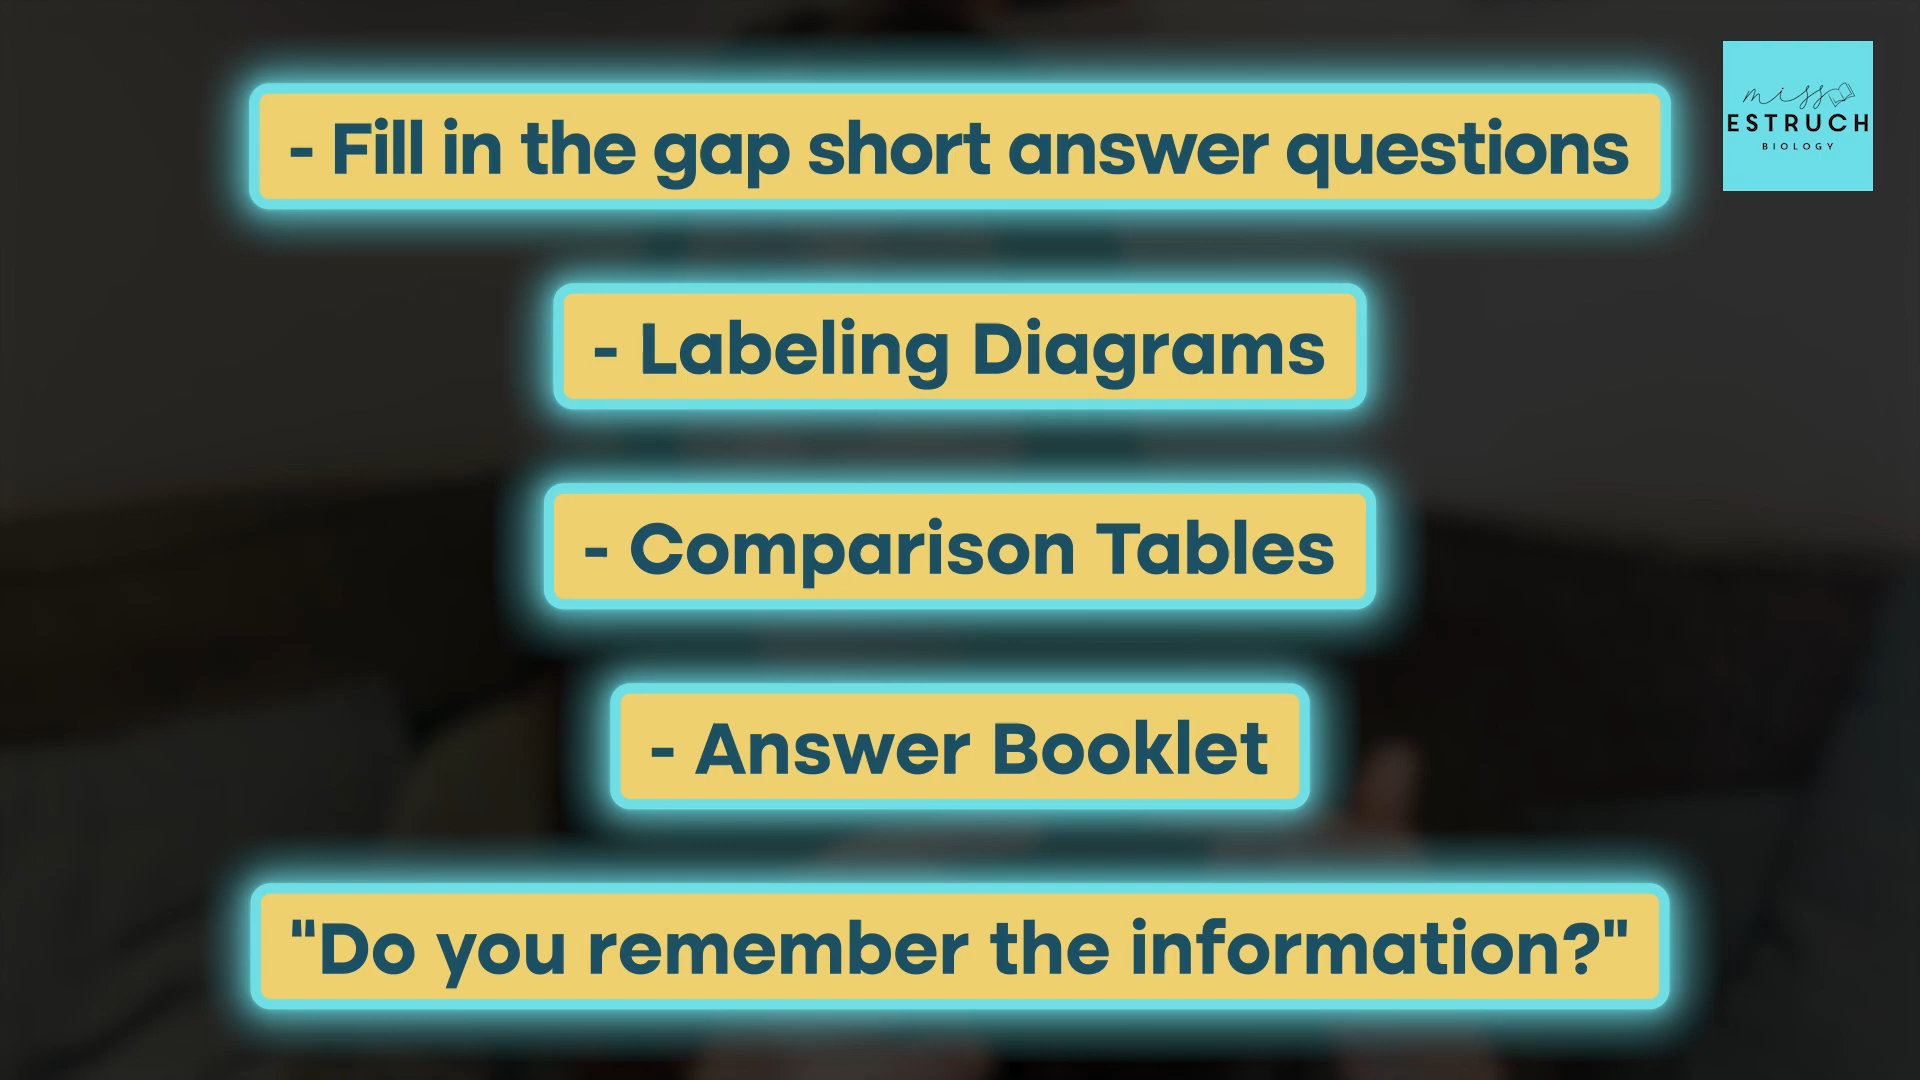 - Fill in the gap short answer questions
miss
ESTRUCH
BIOLOGY
- Labeling Diagrams
- Comparison Tables
- Answer Booklet
"Do you remember the information?"